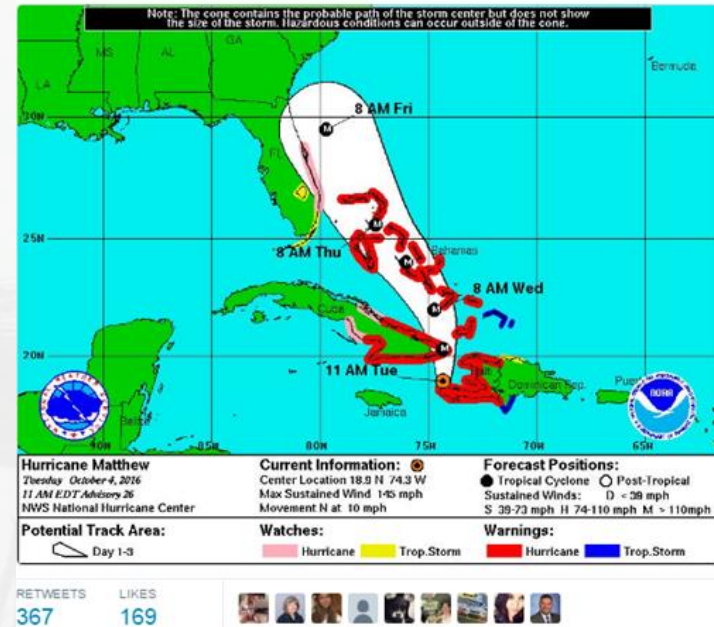 Note: The cone contains the probable path of the storm center but does not show
the size of the storm. Hazardous conditions can occur outside of the cone.
MS
AL
GA
LA
Bermuda
30N
8 AM Fri
M
FL
25N
8 AM Thu
M
Bahamas
M
8 AM Wed
M
Cuba
20N
M
11 AM Tue
Haiti
Dominican Rep.
Jamaica
Belize
NOAA
85W
80W
75W
70W
65W
Hurricane Matthew
Tuesday October 4, 2016
11 AM EDT Advisory 26
NWS National Hurricane Center
Current Information:
Center Location 18.9 N 74.3 W
Max Sustained Wind 145 mph
Movement N at 10 mph
Forecast Positions:
Tropical Cyclone Post-Tropical
Sustained Winds: D < 39 mph
S 39-73 mph H 74-110 mph M > 110mph
Potential Track Area:
Day 1-3
Watches:
Hurricane Trop.Storm
Warnings:
Hurricane Trop.Storm
RETWEETS LIKES
367 169